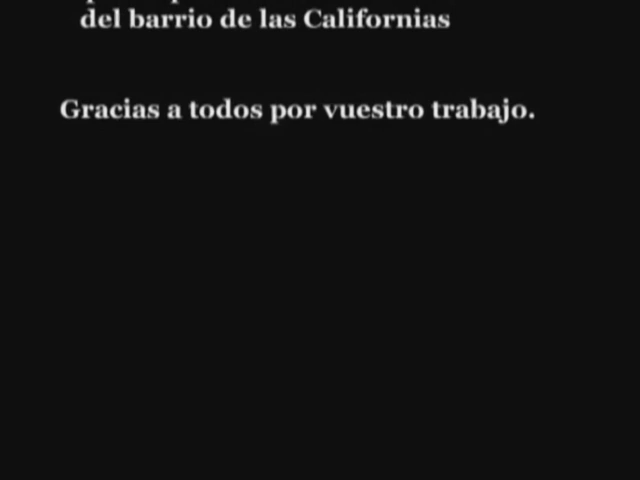 del barrio de las Californias
Gracias a todos por vuestro trabajo.